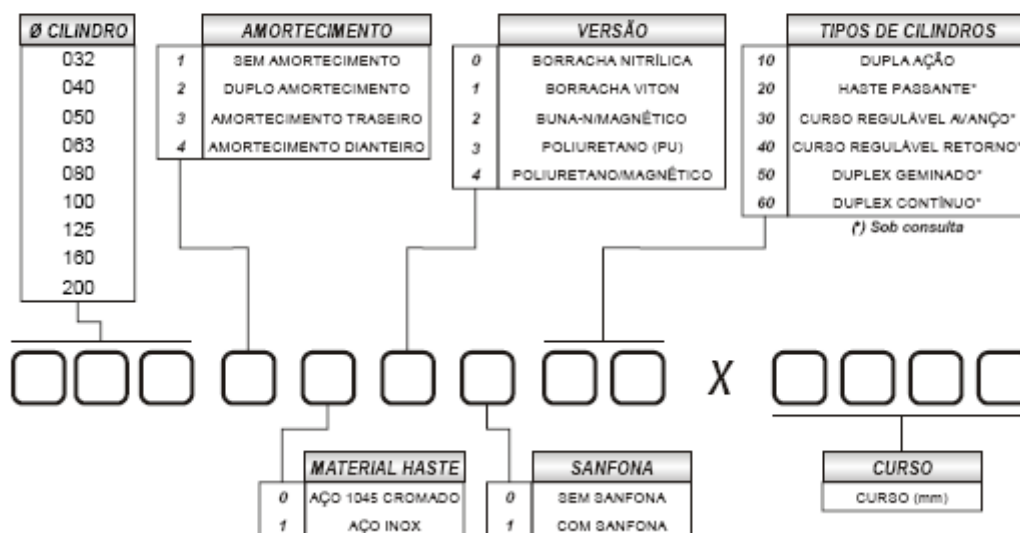 Ø CILINDRO
032
040
050
063
080
100
125
160
200
AMORTECIMENTO
1 SEM AMORTECIMENTO
2 DUPLO AMORTECIMENTO
3 AMORTECIMENTO TRASEIRO
4 AMORTECIMENTO DIANTEIRO
VERSÃO
0 BORRACHA NITRÍLICA
1 BORRACHA VITON
2 BUNA-N/MAGNÉTICO
3 POLIURETANO (PU)
4 POLIURETANO/MAGNÉTICO
TIPOS DE CILINDROS
10 DUPLA AÇÃO
20 HASTE PASSANTE*
30 CURSO REGULÁVEL AVANÇO*
40 CURSO REGULÁVEL RETORNO*
50 DUPLEX GEMINADO*
60 DUPLEX CONTÍNUO*
(*) Sob consulta
X
MATERIAL HASTE
0 AÇO 1045 CROMADO
1 AÇO INOX
SANFONA
0 SEM SANFONA
1 COM SANFONA
CURSO
CURSO (mm)